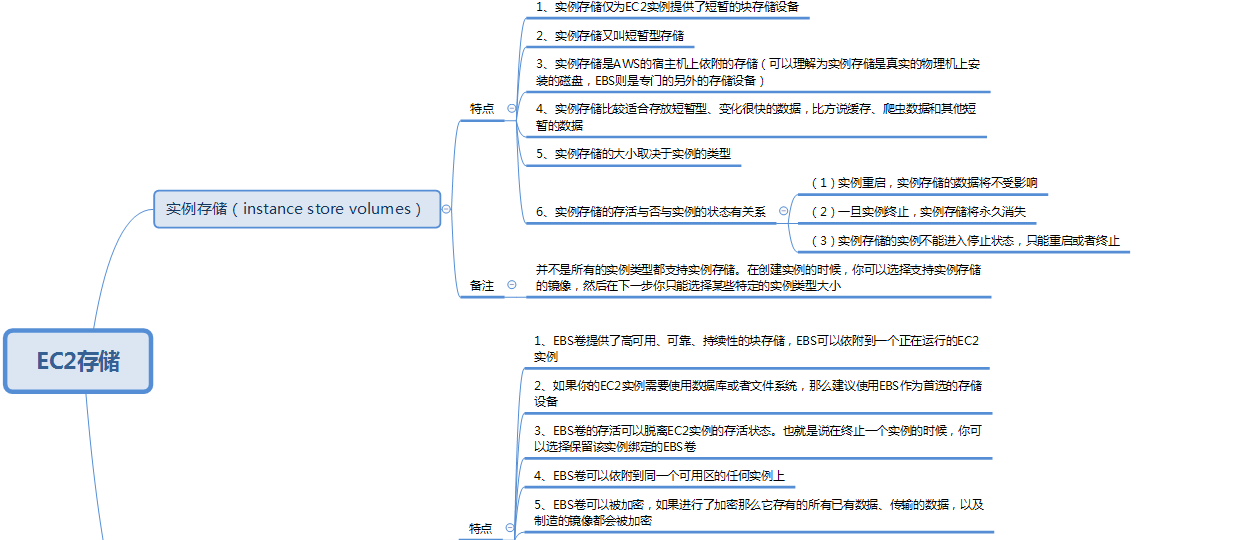 1、实例存储仅为EC2实例提供了短暂的块存储设备
2、实例存储又叫短暂型存储
3、实例存储是AWS的宿主机上依附的存储（可以理解为实例存储是真实的物理机上安
装的磁盘，EBS则是专门的另外的存储设备）
特点
4、实例存储比较适合存放短暂型、变化很快的数据，比方说缓存、爬虫数据和其他短
暂的数据
5、实例存储的大小取决于实例的类型
（1）实例重启，实例存储的数据将不受影响
实例存储（instance store volumes）
6、实例存储的存活与否与实例的状态有关系
（2）一旦实例终止，实例存储将永久消失
（3）实例存储的实例不能进入停止状态，只能重启或者终止
备注
并不是所有的实例类型都支持实例存储。在创建实例的时候，你可以选择支持实例存储
的镜像，然后在下一步你只能选择某些特定的实例类型大小
EC2存储
1、EBS卷提供了高可用、可靠、持续性的块存储，EBS可以依附到一个正在运行的EC2
实例
2、如果你的EC2实例需要使用数据库或者文件系统，那么建议使用EBS作为首选的存储
设备
3、EBS卷的存活可以脱离EC2实例的存活状态。也就是说在终止一个实例的时候，你可
以选择保留该实例绑定的EBS卷
4、EBS卷可以依附到同一个可用区的任何实例上
5、EBS卷可以被加密，如果进行了加密那么它存有的所有已有数据、传输的数据，以及
制造的镜像都会被加密
特点